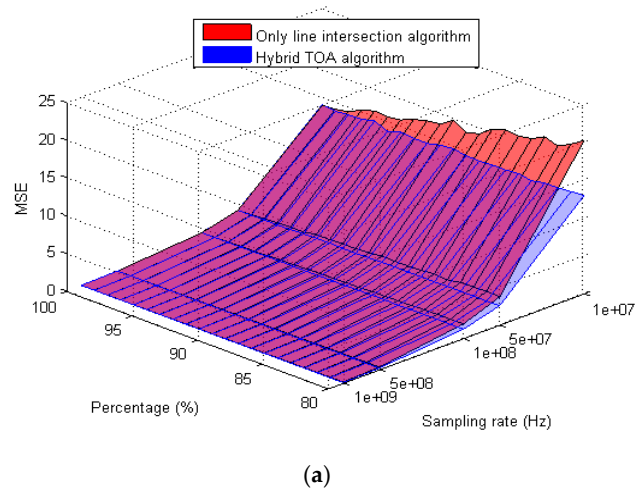 Only line intersection algorithm
Hybrid TOA algorithm
25
20
15
10
5
0
MSE
100
95
90
85
80
Percentage (%)
1e+09
5e+08
1e+08
5e+07
1e+07
Sampling rate (Hz)
(a)